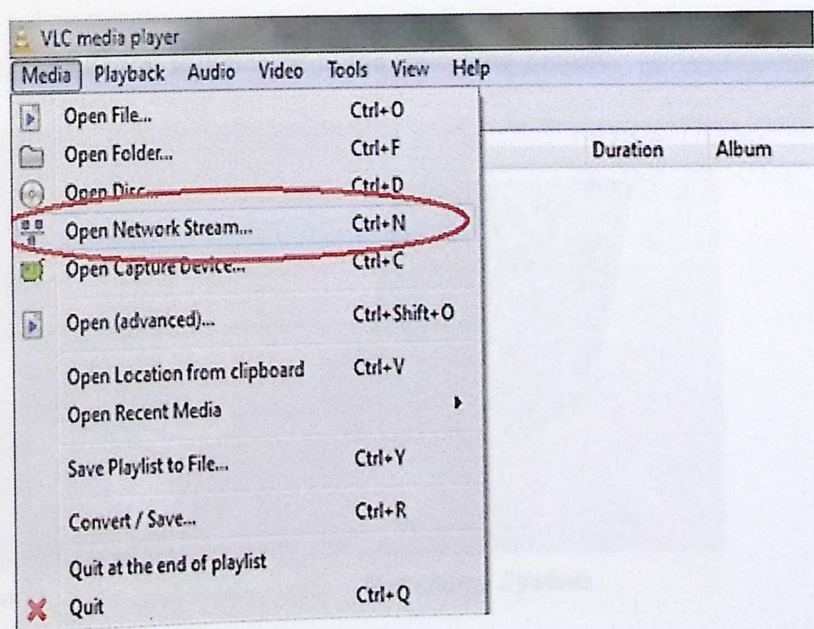 VLC media player
Media Playback Audio Video Tools View Help
Open File... Ctrl+O
Open Folder... Ctrl+F
Duration Album
Open Disc... Ctrl+D
Open Network Stream... Ctrl+N
Open Capture Device... Ctrl+C
Open (advanced)... Ctrl+Shift+O
Open Location from clipboard Ctrl+V
Open Recent Media
Save Playlist to File... Ctrl+Y
Convert / Save... Ctrl+R
Quit at the end of playlist
Quit Ctrl+Q